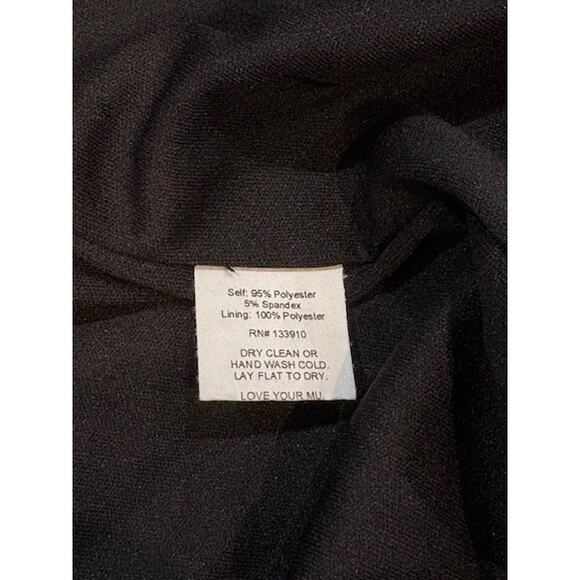 Self: 95% Polyester
5% Spandex
Lining: 100% Polyester
RN# 133910
DRY CLEAN OR
HAND WASH COLD.
LAY FLAT TO DRY.
LOVE YOUR MU